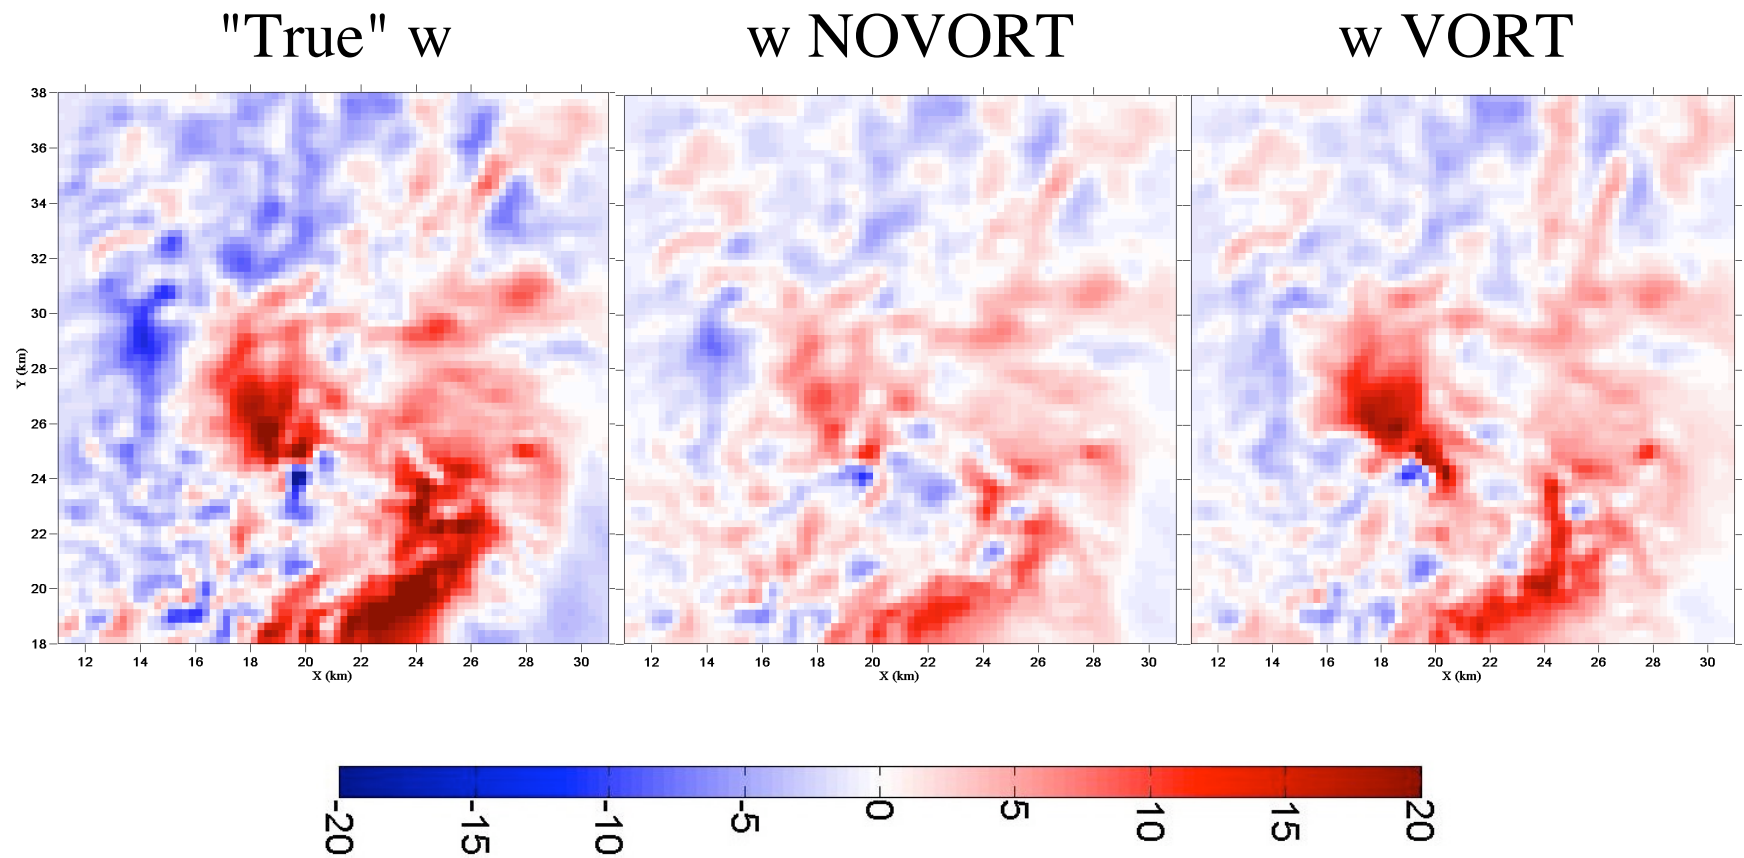 "True" w
w NOVORT
w VORT
Y (km)
38
36
34
32
30
28
26
24
22
20
18
12 14 16 18 20 22 24 26 28 30
X (km)
12 14 16 18 20 22 24 26 28 30
X (km)
12 14 16 18 20 22 24 26 28 30
X (km)
-20 -15 -10 -5 0 5 10 15 20